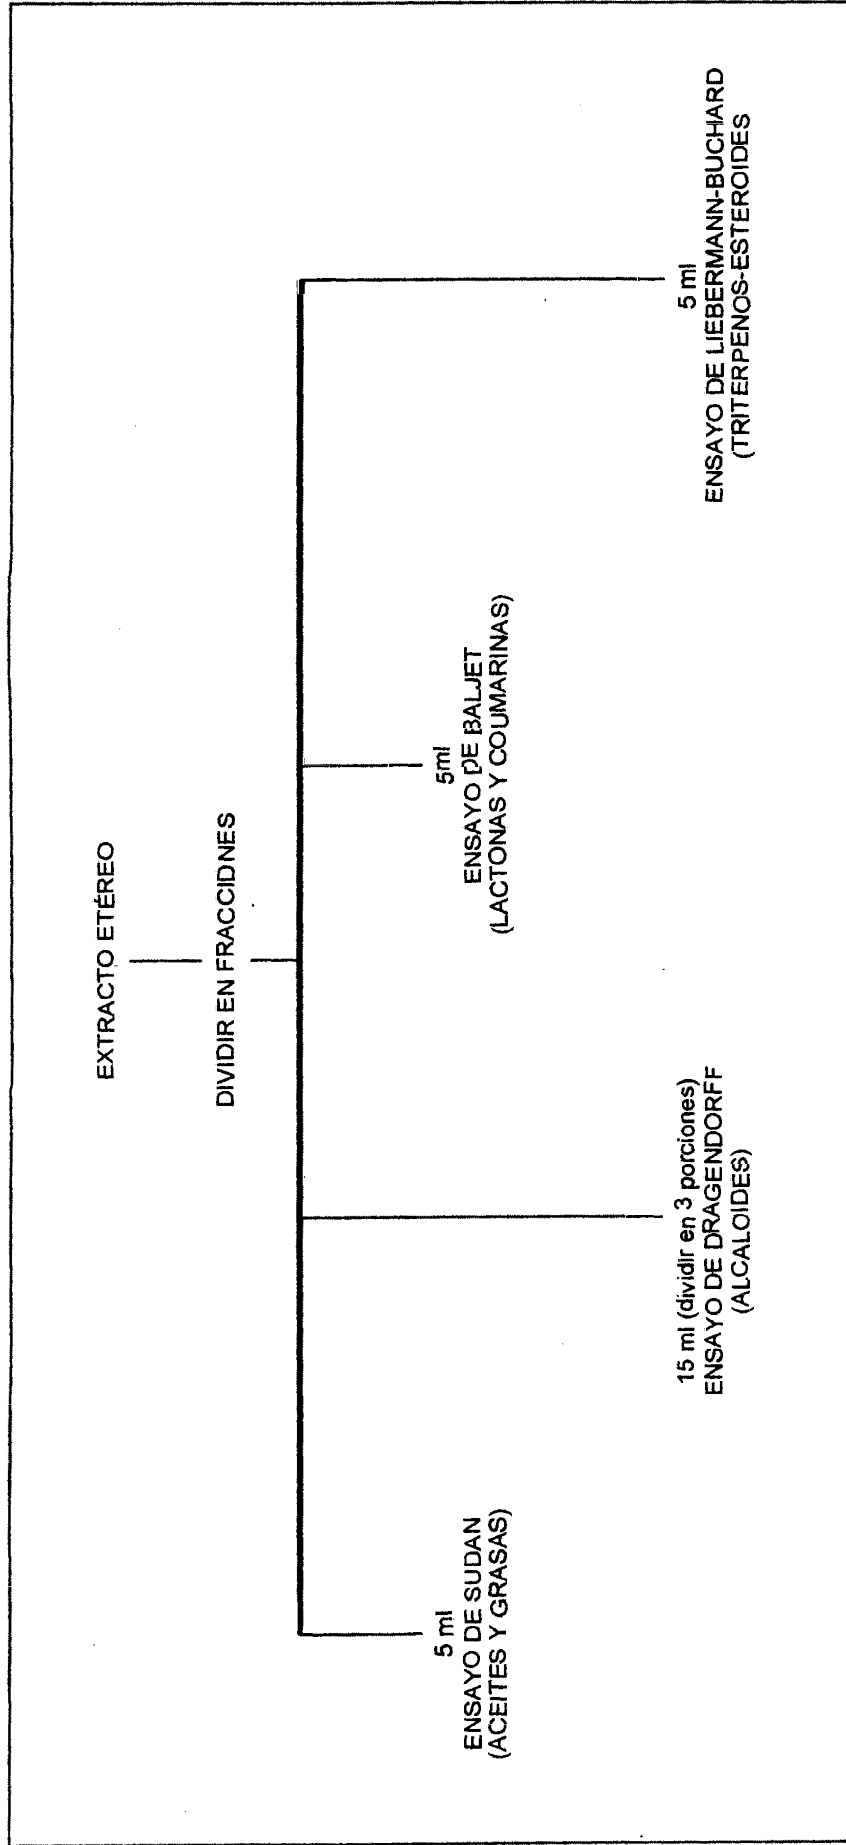 EXTRACTO ETÉREO
DIVIDIR EN FRACCIDNES
5 ml
ENSAYO DE SUDAN
(ACEITES Y GRASAS)
15 ml (dividir en 3 porciones)
ENSAYO DE DRAGENDORFF
(ALCALOIDES)
5ml
ENSAYO DE BALJET
(LACTONAS Y COUMARINAS)
5 ml
ENSAYO DE LIEBERMANN-BUCHARD
(TRITERPENOS-ESTEROIDES